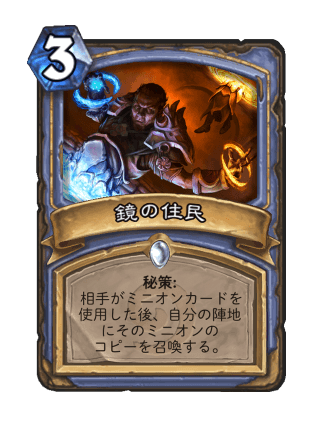 3
鏡の住民
秘策:
相手がミニオンカードを
使用した後、自分の陣地
にそのミニオンの
コピーを召喚する。